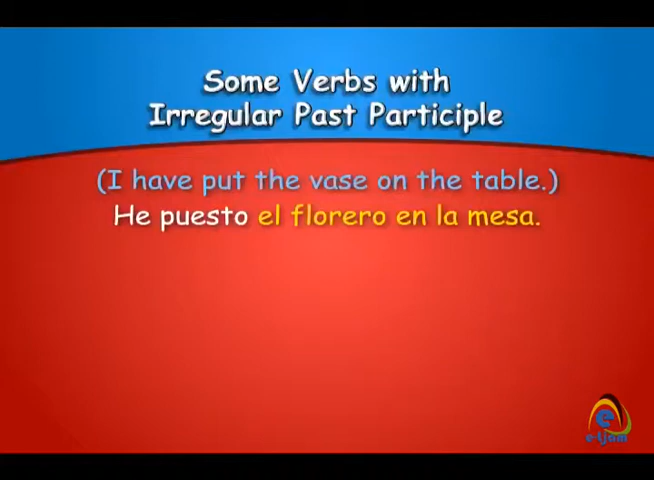 Some Verbs with
Irregular Past Participle
(I have put the vase on the table.)
He puesto el florero en la mesa.
e